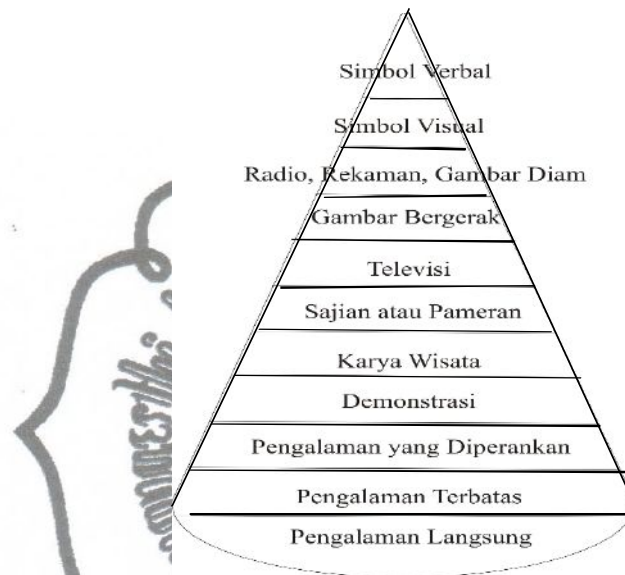 Simbol Verbal
Simbol Visual
Radio, Rekaman, Gambar Diam
Gambar Bergerak
Televisi
Sajian atau Pameran
Karya Wisata
Demonstrasi
Pengalaman yang Diperankan
Pengalaman Terbatas
Pengalaman Langsung